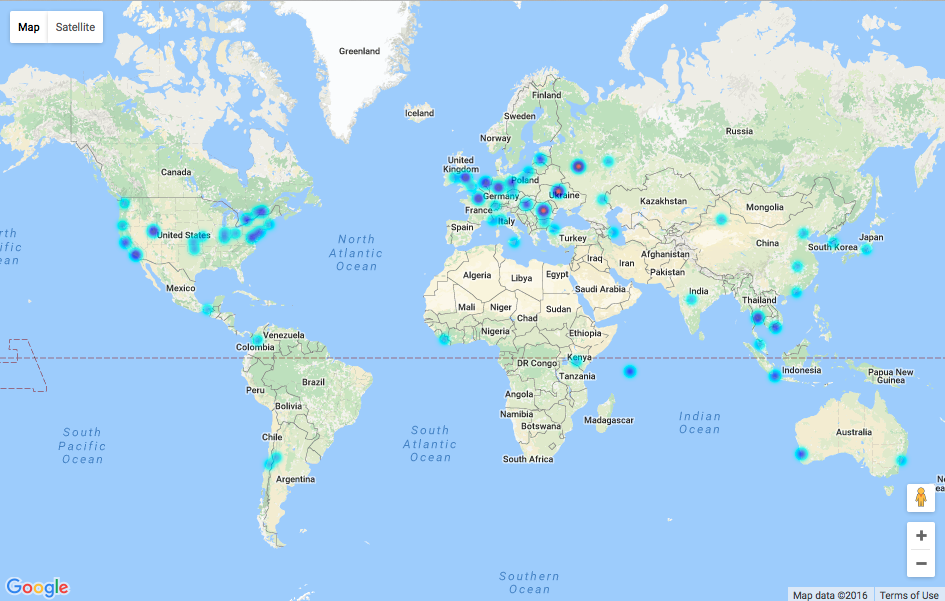 Map Satellite
Greenland
Iceland
Finland
Sweden
Norway
Russia
United
Kingdom
Canada
Poland
Germany
Ukraine
France
Kazakhstan
Mongolia
Italy
Spain
Turkey
United States
North
Atlantic
Ocean
rth
ific
ean
China
Japan
South Korea
Afghanistan
Iraq
Iran
Pakistan
Algeria
Libya
Egypt
Saudi Arabia
Mexico
India
Thailand
Mali
Niger
Sudan
Chad
Nigeria
Ethiopia
Venezuela
Colombia
DR Congo
Kenya
Tanzania
Indonesia
Papua New
Guinea
Peru
Brazil
Angola
Bolivia
Namibia
Botswana
Madagascar
Indian
Ocean
South
Pacific
Ocean
South
Atlantic
Ocean
Australia
Chile
South Africa
Argentina
N
Zea
+
−
Southern
Ocean
Google
Map data ©2016 Terms of Use